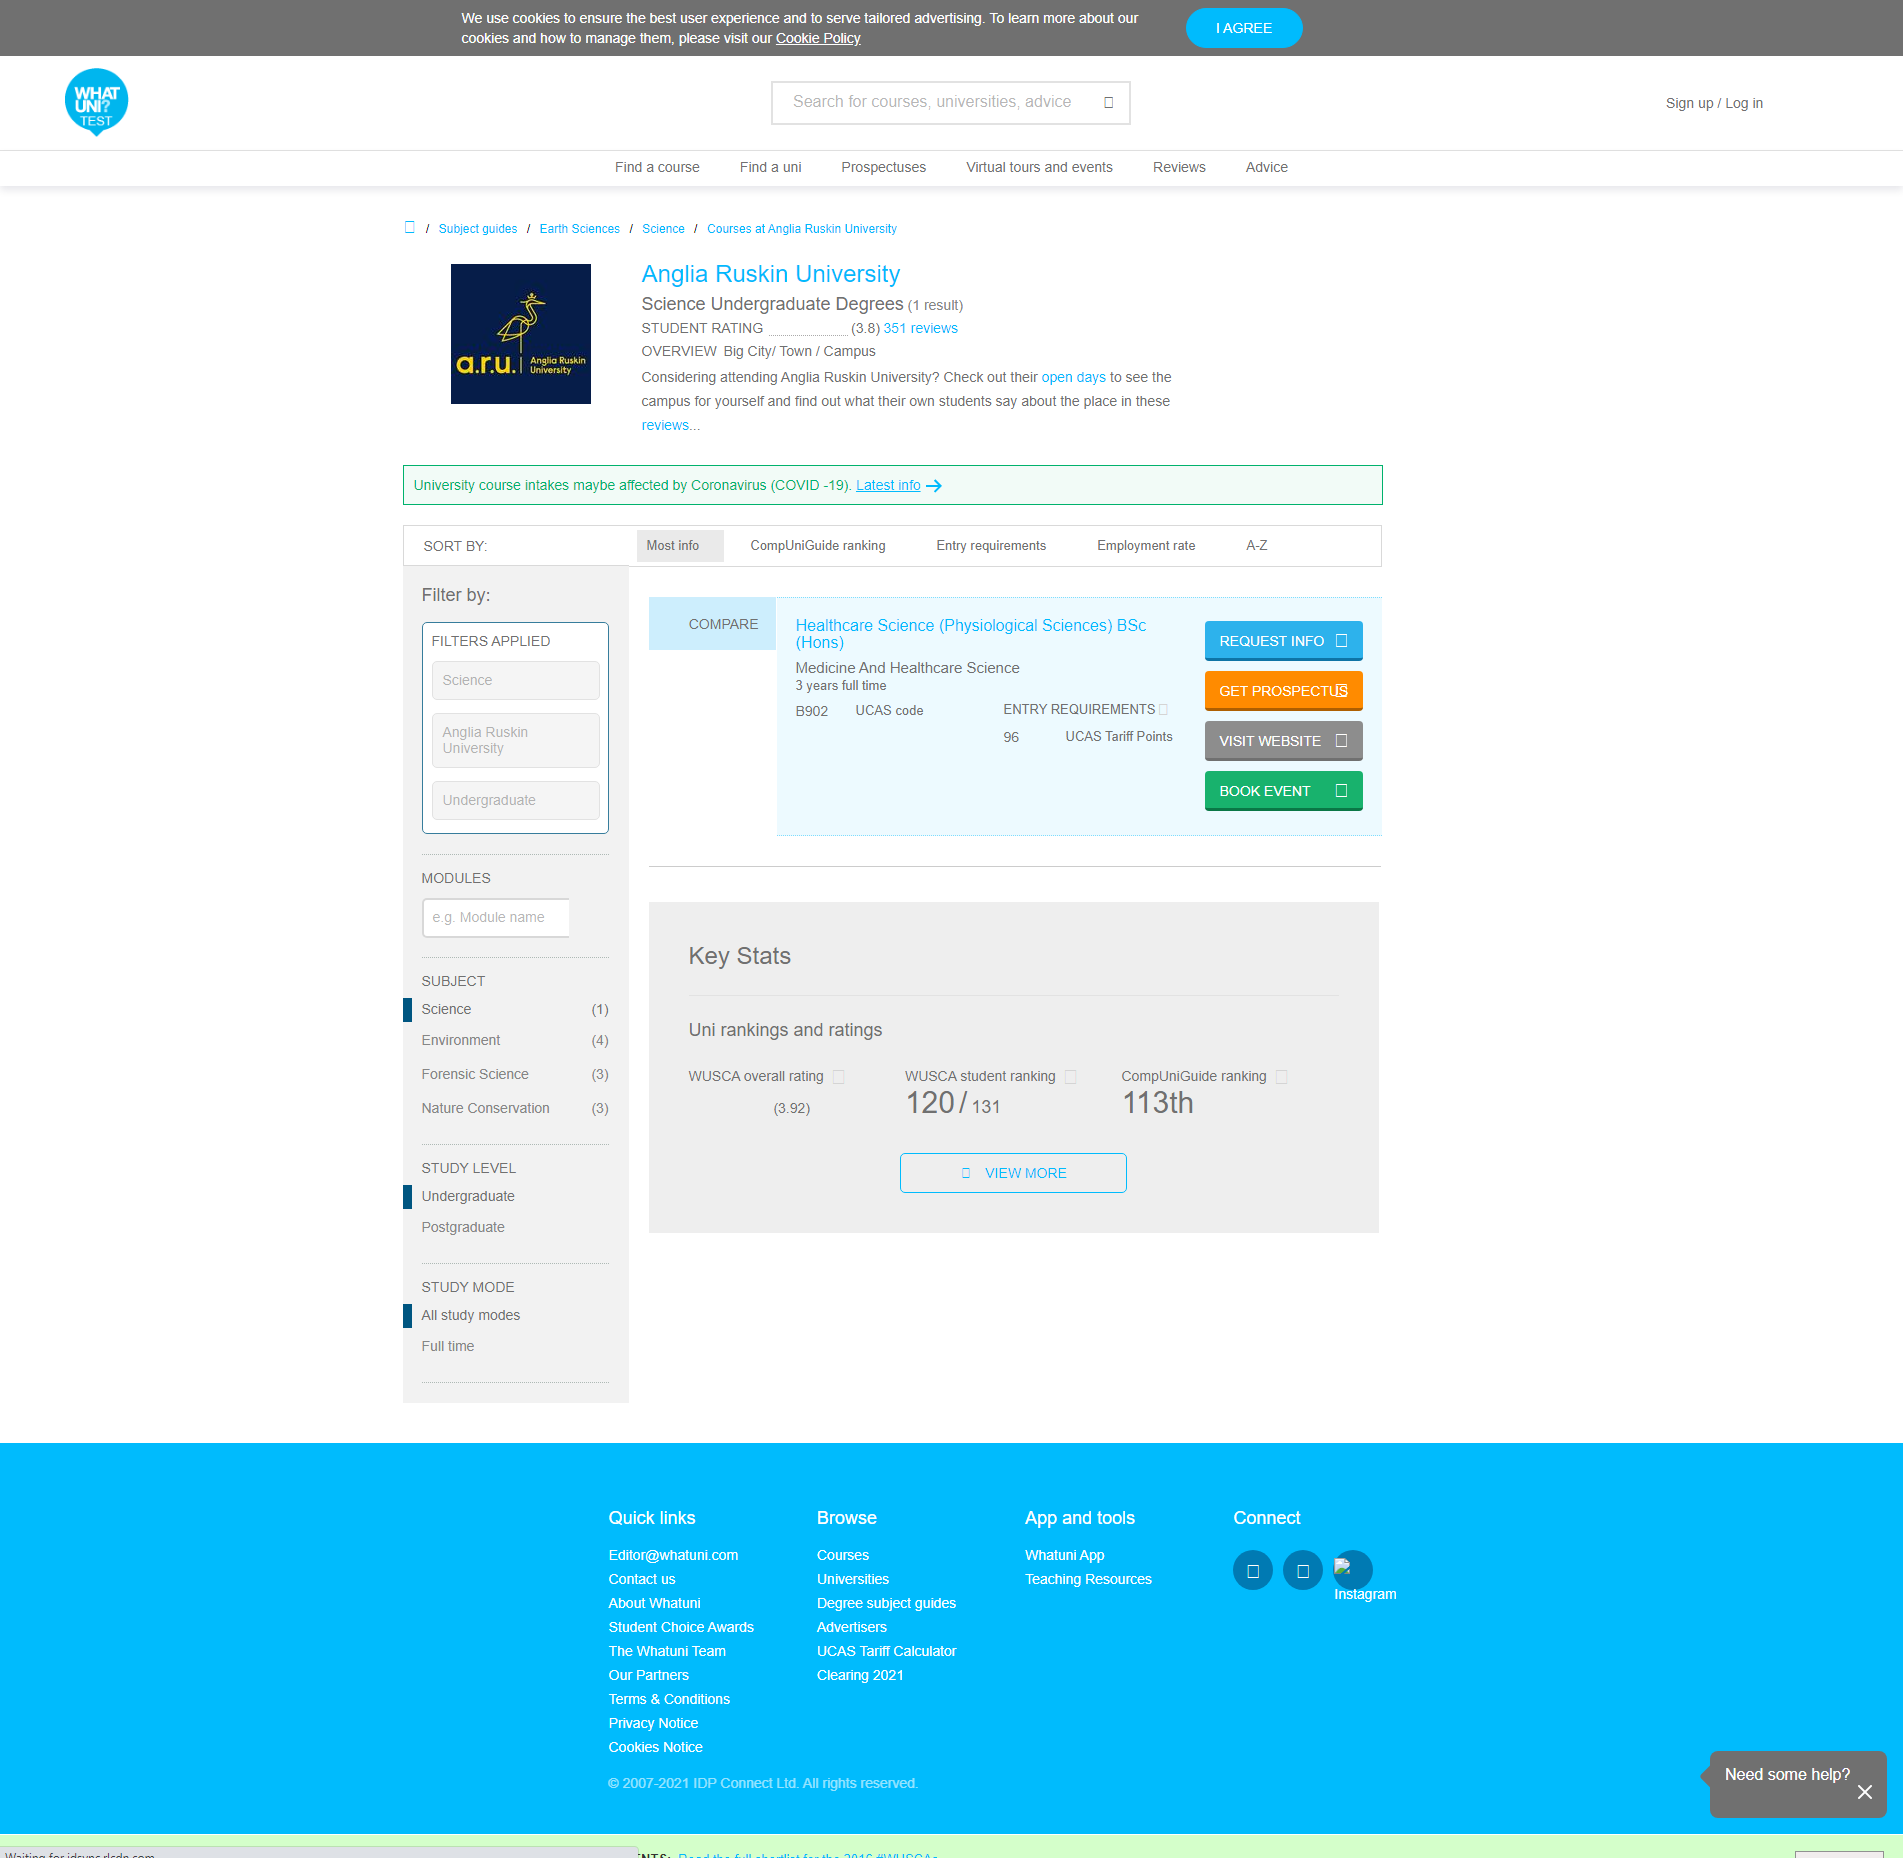 We use cookies to ensure the best user experience and to serve tailored advertising. To learn more about our
cookies and how to manage them, please visit our Cookie Policy
I AGREE
WHAT
UNI?
TEST
Search for courses, universities, advice
Sign up / Log in
Find a course Find a uni Prospectuses Virtual tours and events Reviews Advice
/ Subject guides / Earth Sciences / Science / Courses at Anglia Ruskin University
a.r.u. Anglia Ruskin
University
Anglia Ruskin University
Science Undergraduate Degrees (1 result)
STUDENT RATING (3.8) 351 reviews
OVERVIEW Big City/ Town / Campus
Considering attending Anglia Ruskin University? Check out their open days to see the
campus for yourself and find out what their own students say about the place in these
reviews...
University course intakes maybe affected by Coronavirus (COVID -19). Latest info
SORT BY: Most info CompUniGuide ranking Entry requirements Employment rate A-Z
Filter by:
FILTERS APPLIED
Science
Anglia Ruskin
University
Undergraduate
MODULES
e.g. Module name
SUBJECT
Science (1)
Environment (4)
Forensic Science (3)
Nature Conservation (3)
STUDY LEVEL
Undergraduate
Postgraduate
STUDY MODE
All study modes
Full time
COMPARE
Healthcare Science (Physiological Sciences) BSc
(Hons)
Medicine And Healthcare Science
3 years full time
B902 UCAS code
ENTRY REQUIREMENTS
96 UCAS Tariff Points
REQUEST INFO
GET PROSPECTUS
VISIT WEBSITE
BOOK EVENT
Key Stats
Uni rankings and ratings
WUSCA overall rating WUSCA student ranking CompUniGuide ranking
(3.92) 120 / 131 113th
VIEW MORE
Quick links
Editor@whatuni.com
Contact us
About Whatuni
Student Choice Awards
The Whatuni Team
Our Partners
Terms & Conditions
Privacy Notice
Cookies Notice
Browse
Courses
Universities
Degree subject guides
Advertisers
UCAS Tariff Calculator
Clearing 2021
App and tools
Whatuni App
Teaching Resources
Connect
Instagram
© 2007-2021 IDP Connect Ltd. All rights reserved.
Need some help?
Waiting for idsync.rlcdn.com...
NTS: Read the full shortlist for the 2016 #WUSCAs